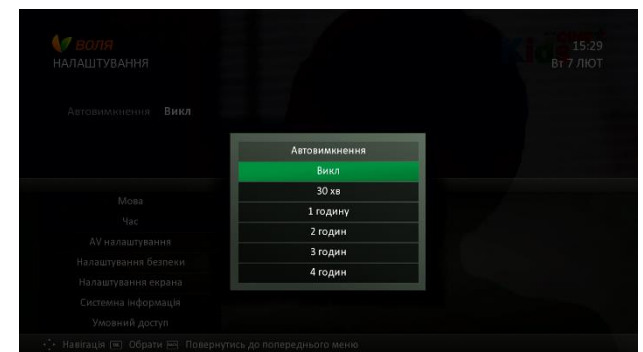 ВОЛЯ
НАЛАШТУВАННЯ
15:29
Вт 7 ЛЮТ
Kids
Автовимкнення Викл
Автовимкнення
Викл
30 хв
1 годину
2 годин
3 годин
4 годин
Мова
Час
AV налаштування
Налаштування безпеки
Налаштування екрана
Системна інформація
Умовний доступ
Навігація OK Обрати Повернутись до попереднього меню